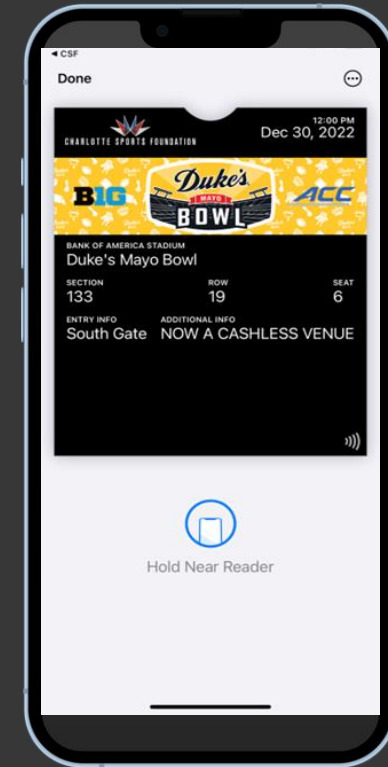 ◀ CSF
Done
CHARLOTTE SPORTS FOUNDATION
12:00 PM
Dec 30, 2022
B1G
Duke's
MAYO
BOWL
ACC
BANK OF AMERICA STADIUM
Duke's Mayo Bowl
SECTION ROW SEAT
133 19 6
ENTRY INFO ADDITIONAL INFO
South Gate NOW A CASHLESS VENUE
Hold Near Reader